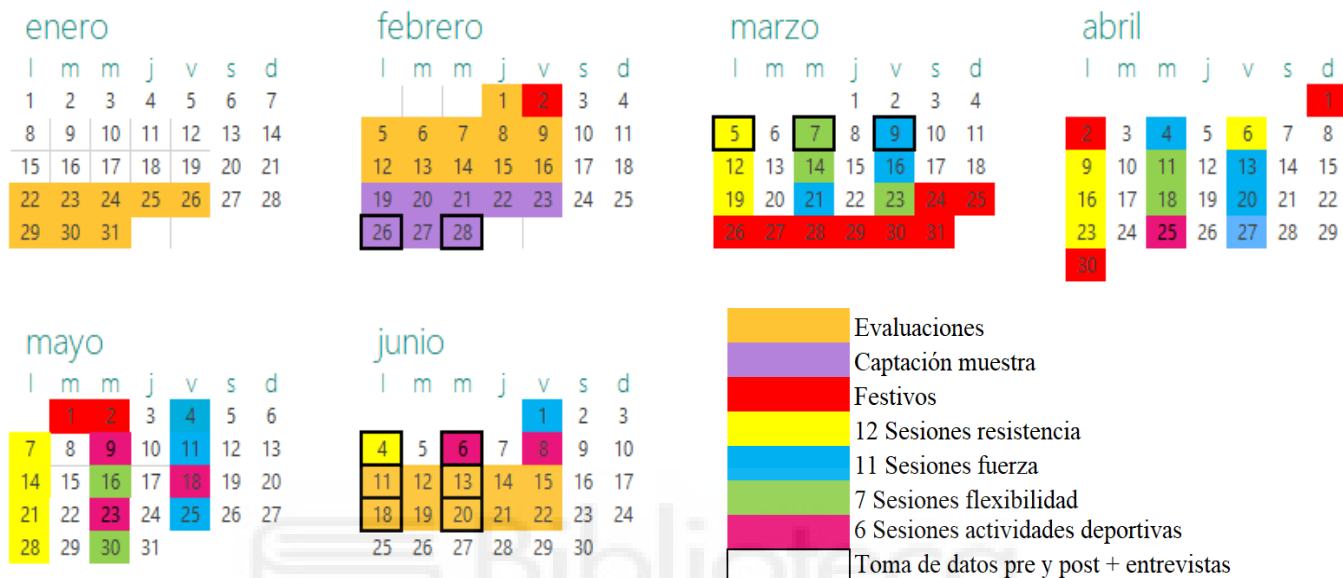 enero
l m m j v s d
1 2 3 4 5 6 7
8 9 10 11 12 13 14
15 16 17 18 19 20 21
22 23 24 25 26 27 28
29 30 31
febrero
l m m j v s d
1 2 3 4
5 6 7 8 9 10 11
12 13 14 15 16 17 18
19 20 21 22 23 24 25
26 27 28
marzo
l m m j v s d
1 2 3 4
5 6 7 8 9 10 11
12 13 14 15 16 17 18
19 20 21 22 23 24 25
26 27 28 29 30 31
abril
l m m j v s d
1
2 3 4 5 6 7 8
9 10 11 12 13 14 15
16 17 18 19 20 21 22
23 24 25 26 27 28 29
30
mayo
l m m j v s d
1 2 3 4 5 6
7 8 9 10 11 12 13
14 15 16 17 18 19 20
21 22 23 24 25 26 27
28 29 30 31
junio
l m m j v s d
1 2 3
4 5 6 7 8 9 10
11 12 13 14 15 16 17
18 19 20 21 22 23 24
25 26 27 28 29 30
Evaluaciones
Captación muestra
Festivos
12 Sesiones resistencia
11 Sesiones fuerza
7 Sesiones flexibilidad
6 Sesiones actividades deportivas
Toma de datos pre y post + entrevistas
Biblioteca